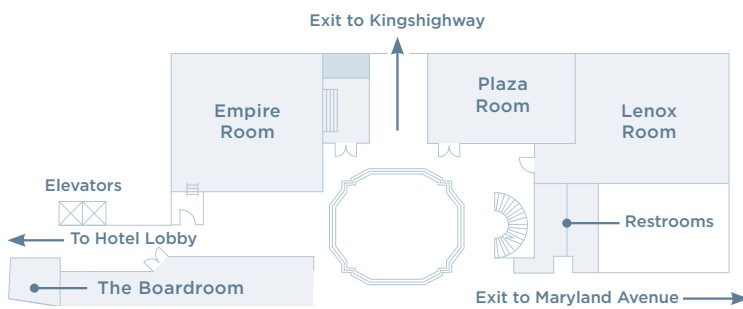 Exit to Kingshighway
Empire
Room
Plaza
Room
Lenox
Room
Elevators
To Hotel Lobby
Restrooms
The Boardroom
Exit to Maryland Avenue